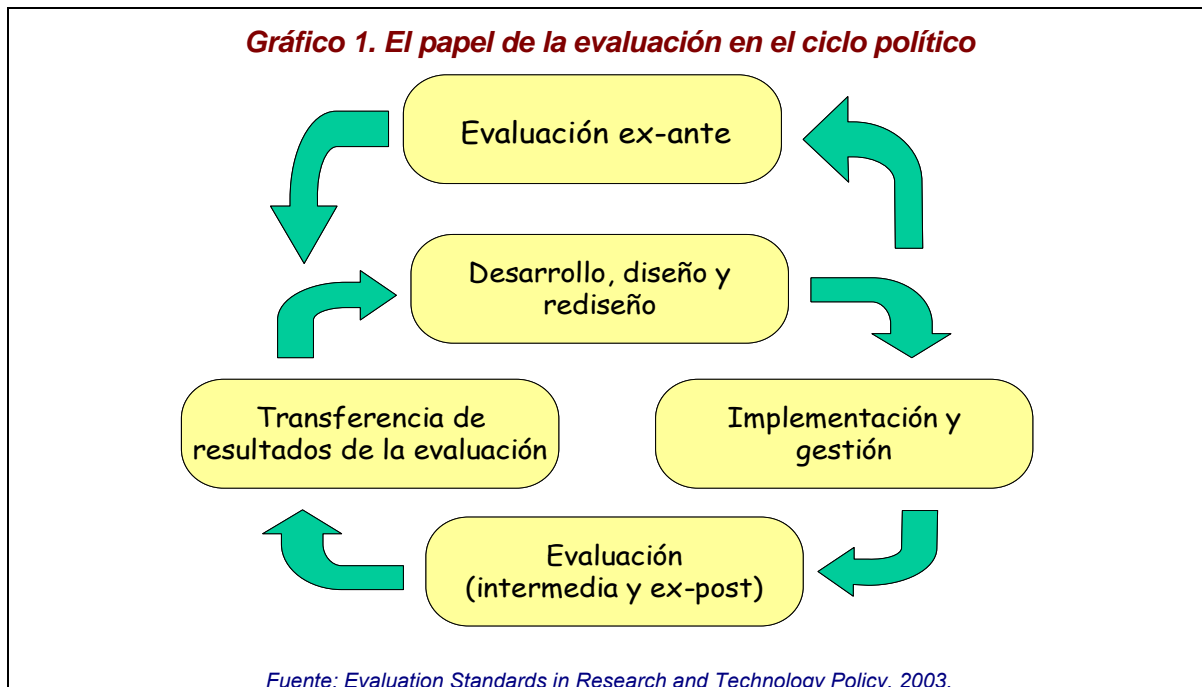 Gráfico 1. El papel de la evaluación en el ciclo político
Evaluación ex-ante
Desarrollo, diseño y
rediseño
Transferencia de
resultados de la evaluación
Implementación y
gestión
Evaluación
(intermedia y ex-post)
Fuente: Evaluation Standards in Research and Technology Policy, 2003.